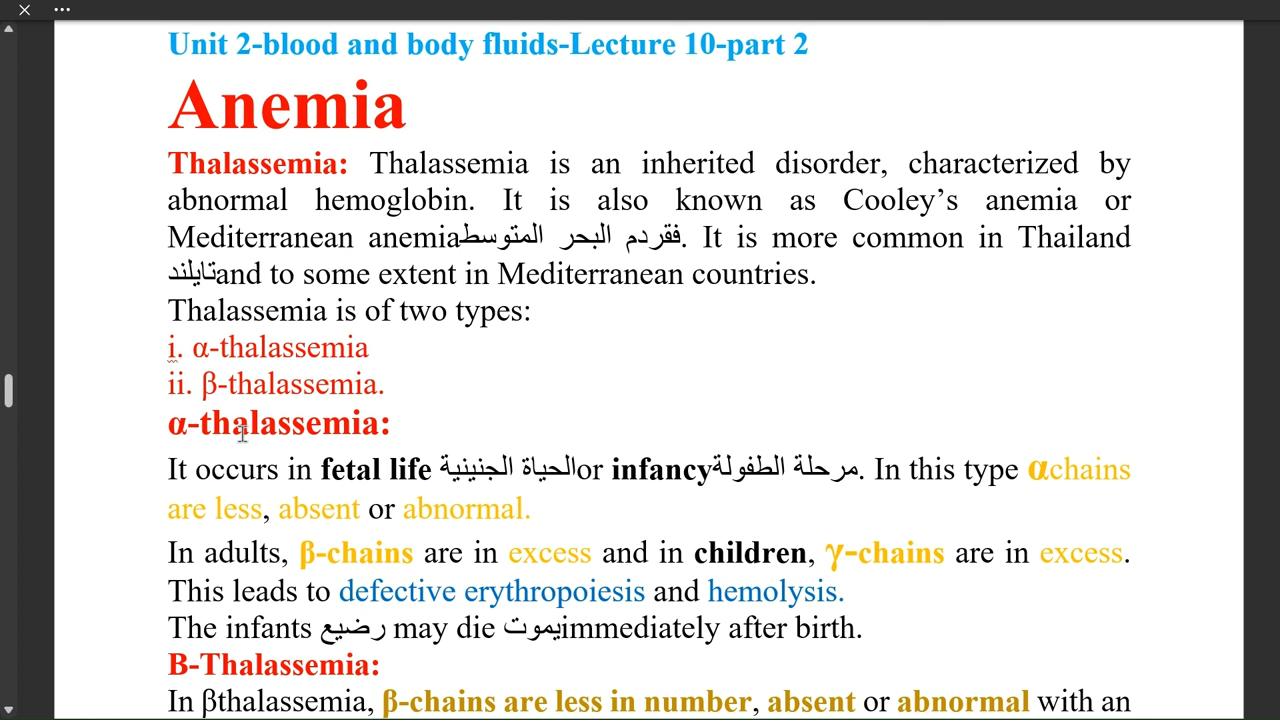 Unit 2-blood and body fluids-Lecture 10-part 2
Anemia
Thalassemia: Thalassemia is an inherited disorder, characterized by
abnormal hemoglobin. It is also known as Cooley’s anemia or
Mediterranean anemiaفقردم البحر المتوسط. It is more common in Thailand
تايلندand to some extent in Mediterranean countries.
Thalassemia is of two types:
i. α-thalassemia
ii. β-thalassemia.
α-thalassemia:
It occurs in fetal life الحياة الجنينيةor infancyمرحلة الطفولة. In this type αchains
are less, absent or abnormal.
In adults, β-chains are in excess and in children, γ-chains are in excess.
This leads to defective erythropoiesis and hemolysis.
The infants رضيع may die يموتimmediately after birth.
B-Thalassemia:
In βthalassemia, β-chains are less in number, absent or abnormal with an